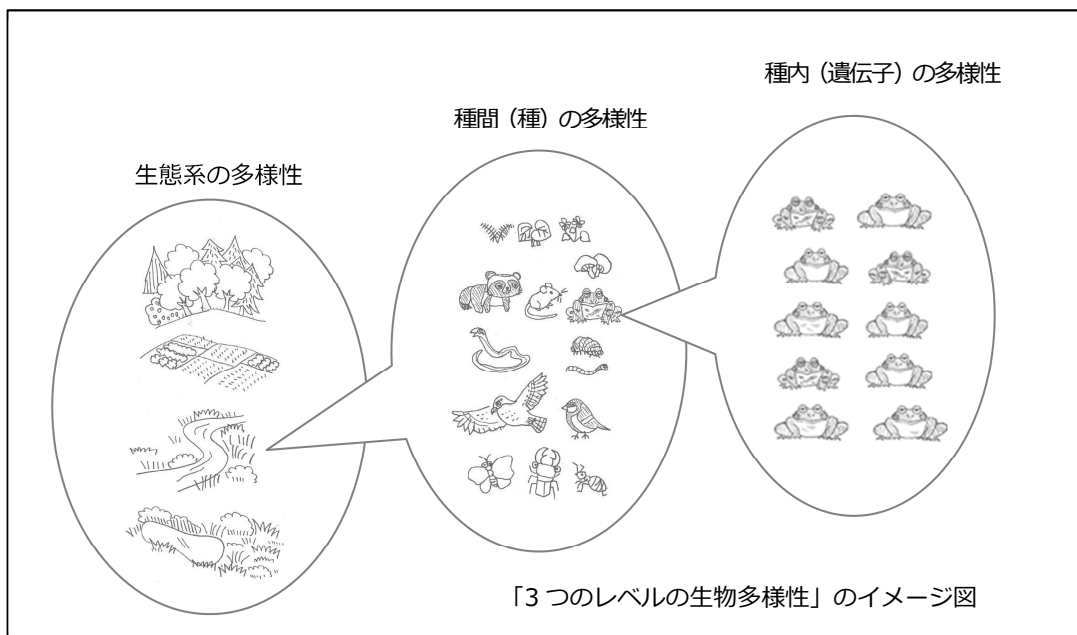 生態系の多様性
種間（種）の多様性
種内（遺伝子）の多様性
「3 つのレベルの生物多様性」のイメージ図